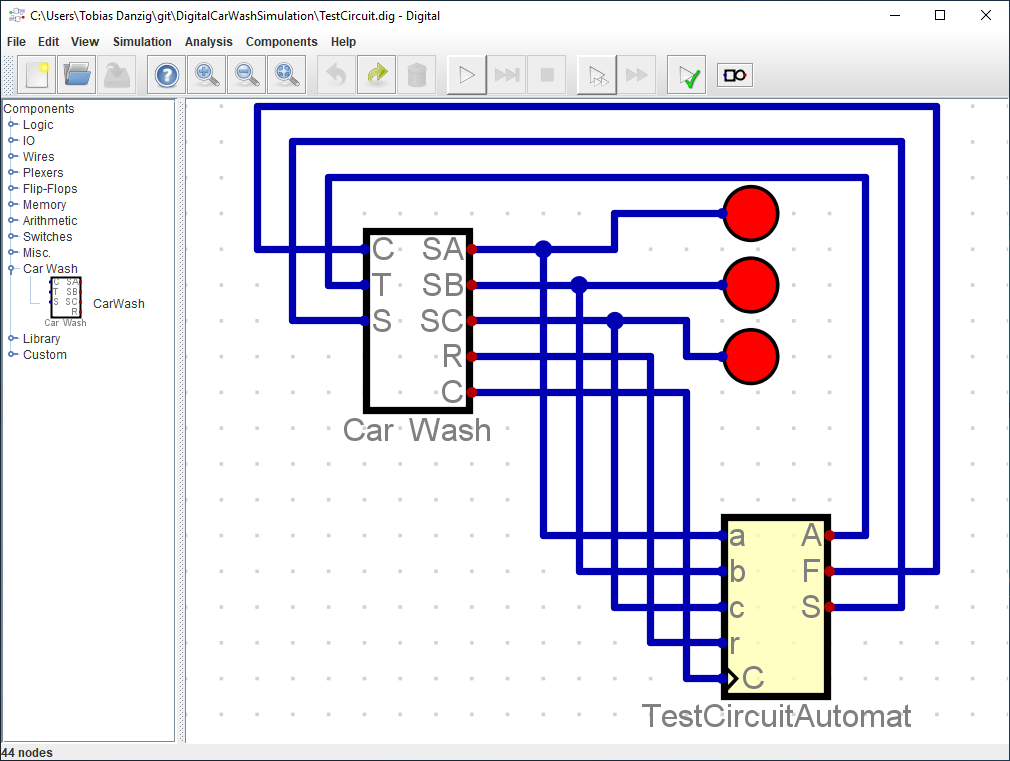 C:\Users\Tobias Danzig\git\DigitalCarWashSimulation\TestCircuit.dig - Digital
File Edit View Simulation Analysis Components Help
Components
Logic
IO
Wires
Plexers
Flip-Flops
Memory
Arithmetic
Switches
Misc.
Car Wash
C SA
T SB
S SC
R
Car Wash
CarWash
Library
Custom
C SA
T SB
S SC
R
C
Car Wash
a A
b F
c S
r
C
TestCircuitAutomat
44 nodes